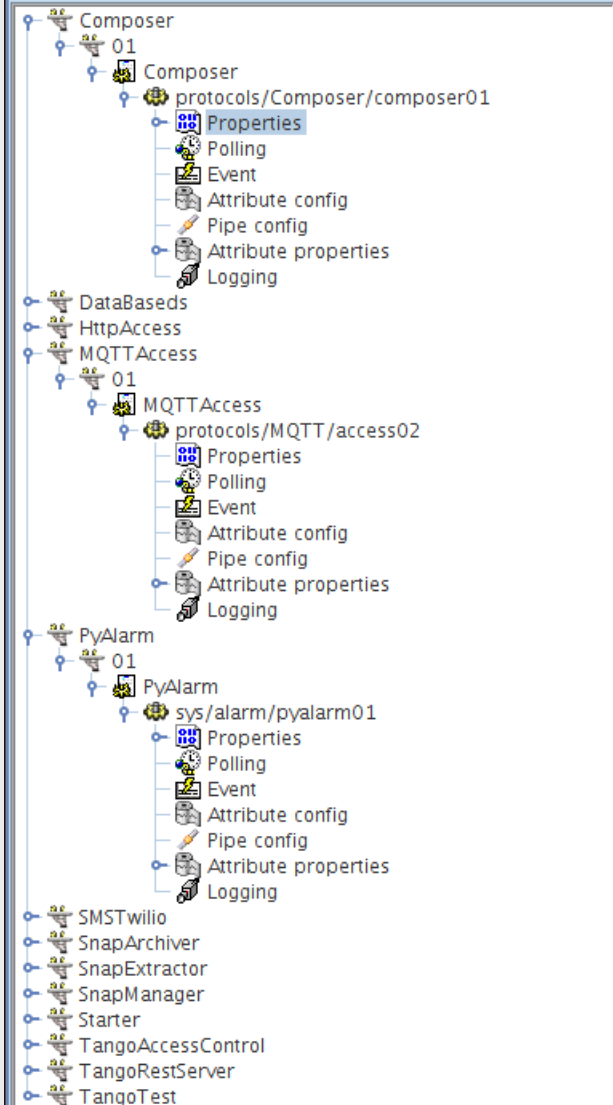 Composer
01
Composer
protocols/Composer/composer01
Properties
Polling
Event
Attribute config
Pipe config
Attribute properties
Logging
DataBaseds
HttpAccess
MQTTAccess
01
MQTTAccess
protocols/MQTT/access02
Properties
Polling
Event
Attribute config
Pipe config
Attribute properties
Logging
PyAlarm
01
PyAlarm
sys/alarm/pyalarm01
Properties
Polling
Event
Attribute config
Pipe config
Attribute properties
Logging
SMSTwilio
SnapArchiver
SnapExtractor
SnapManager
Starter
TangoAccessControl
TangoRestServer
TangoTest